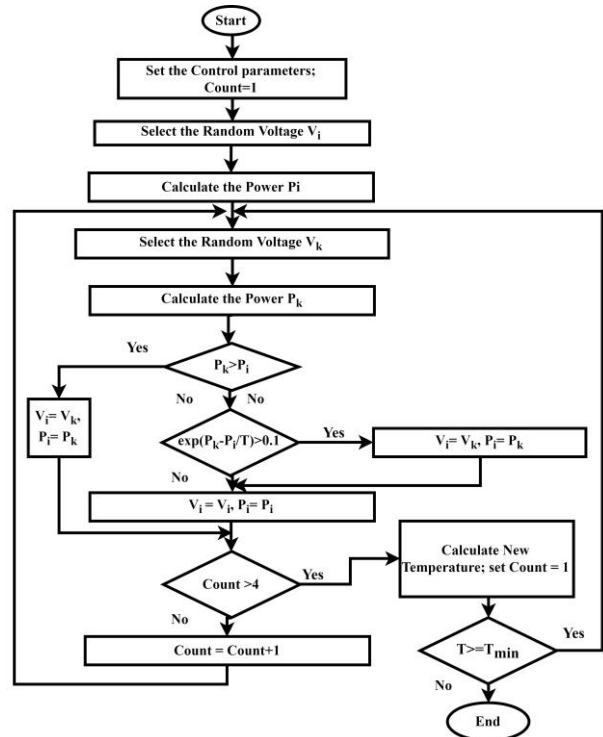 Start
Set the Control parameters;
Count=1
Select the Random Voltage Vᵢ
Calculate the Power Pi
Select the Random Voltage Vₖ
Calculate the Power Pₖ
Yes
Pₖ>Pᵢ
No No
Vᵢ= Vₖ,
Pᵢ= Pₖ
exp(Pₖ-Pᵢ/T)>0.1
Yes
Vᵢ= Vₖ, Pᵢ= Pₖ
No
Vᵢ = Vᵢ, Pᵢ= Pᵢ
Count >4
Yes
Calculate New
Temperature; set Count = 1
No
Count = Count+1
T>=Tmin
Yes
No
End